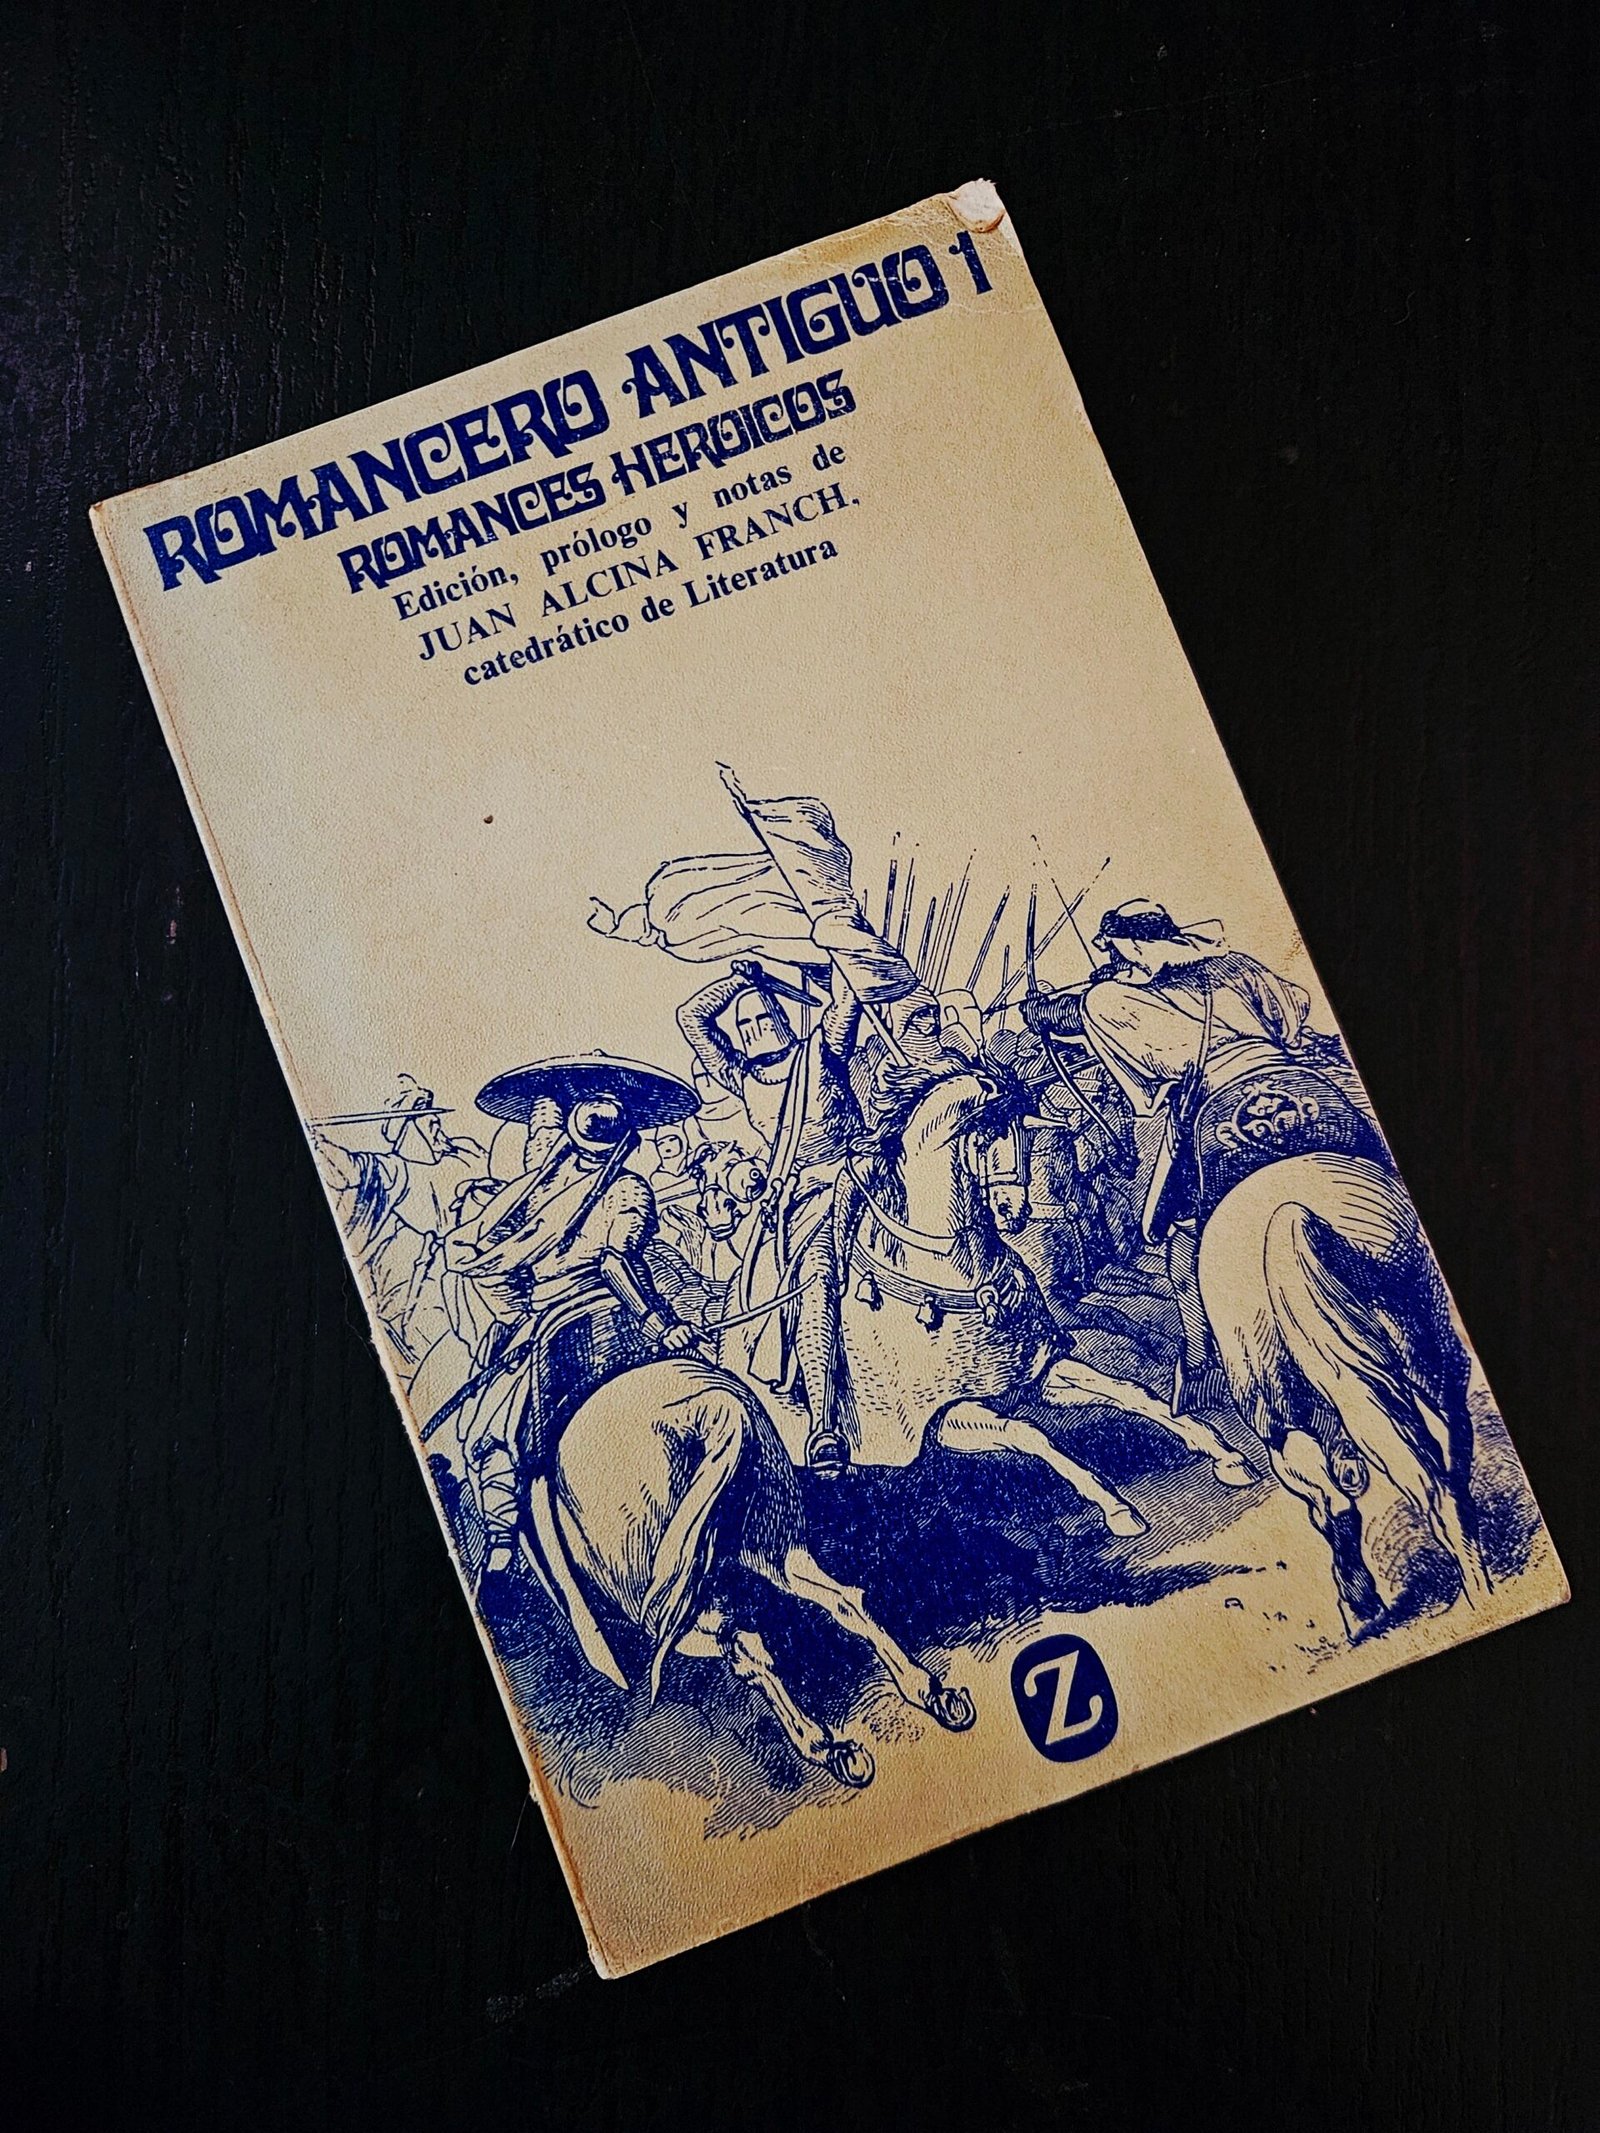 ROMANCERO ANTIGUO 1
ROMANCES HEROICOS
Edición, prólogo y notas de
JUAN ALCINA FRANCH,
catedrático de Literatura
Z